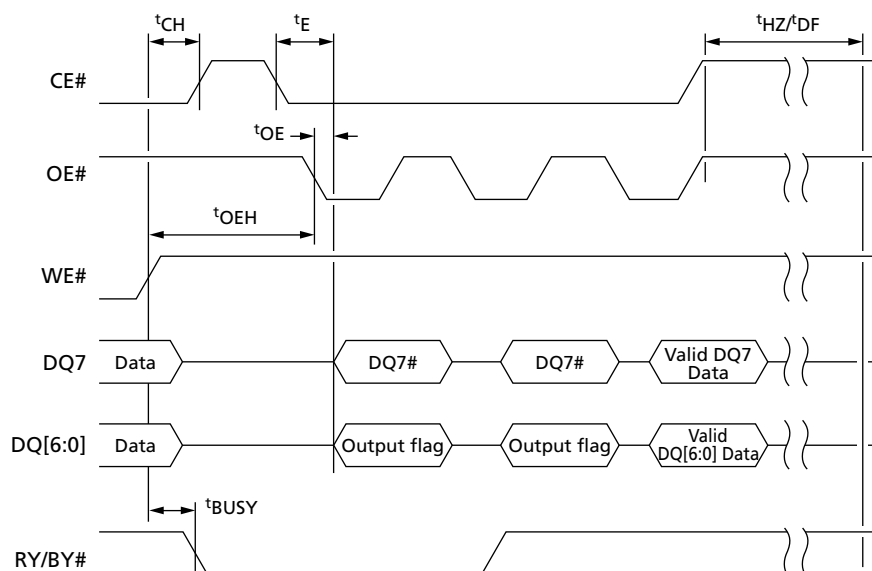 tCH tE tHZ/tDF
CE#
tOE
OE#
tOEH
WE#
DQ7 Data DQ7# DQ7# Valid DQ7
Data
DQ[6:0] Data Output flag Output flag Valid
DQ[6:0] Data
tBUSY
RY/BY#